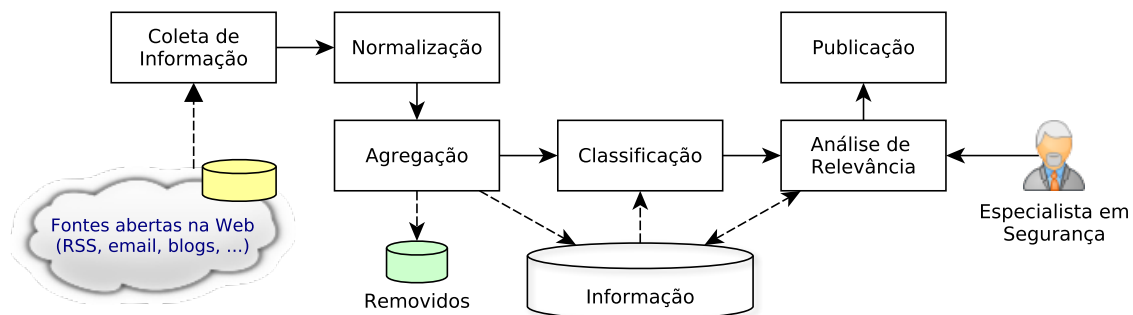 Coleta de
Informação
Normalização
Publicação
Agregação
Classificação
Análise de
Relevância
Fontes abertas na Web
(RSS, email, blogs, ...)
Especialista em
Segurança
Removidos
Informação